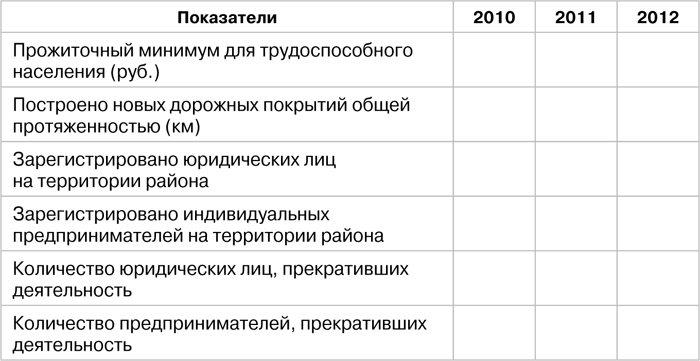 Показатели 2010 2011 2012
Прожиточный минимум для трудоспособного
населения (руб.)
Построено новых дорожных покрытий общей
протяженностью (км)
Зарегистрировано юридических лиц
на территории района
Зарегистрировано индивидуальных
предпринимателей на территории района
Количество юридических лиц, прекративших
деятельность
Количество предпринимателей, прекративших
деятельность